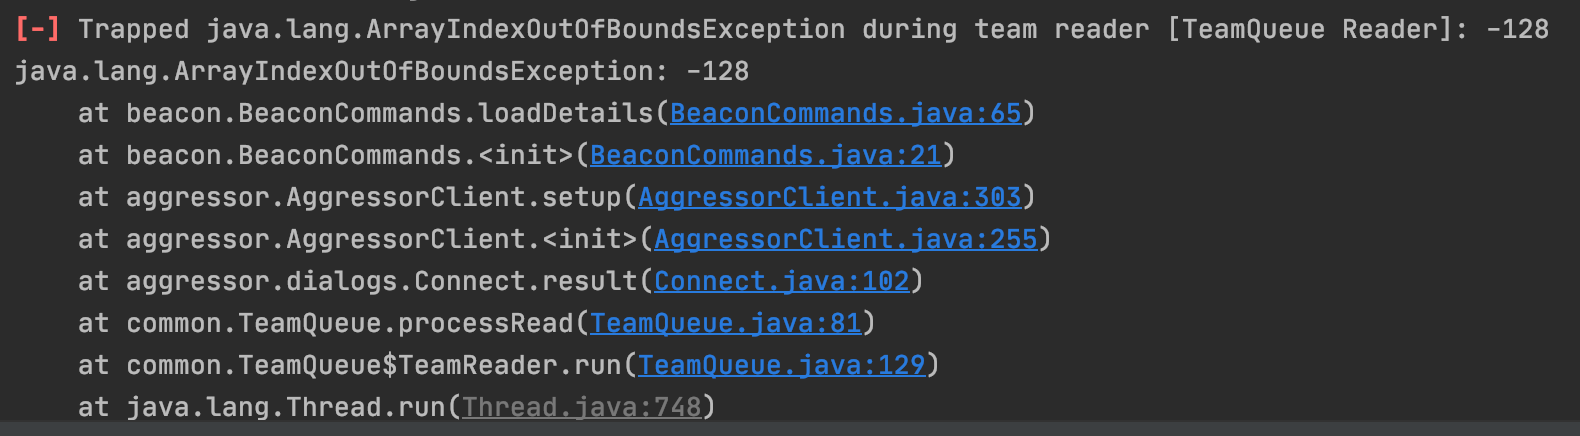 [-] Trapped java.lang.ArrayIndexOutOfBoundsException during team reader [TeamQueue Reader]: -128
java.lang.ArrayIndexOutOfBoundsException: -128
at beacon.BeaconCommands.loadDetails(BeaconCommands.java:65)
at beacon.BeaconCommands.<init>(BeaconCommands.java:21)
at aggressor.AggressorClient.setup(AggressorClient.java:303)
at aggressor.AggressorClient.<init>(AggressorClient.java:255)
at aggressor.dialogs.Connect.result(Connect.java:102)
at common.TeamQueue.processRead(TeamQueue.java:81)
at common.TeamQueue$TeamReader.run(TeamQueue.java:129)
at java.lang.Thread.run(Thread.java:748)